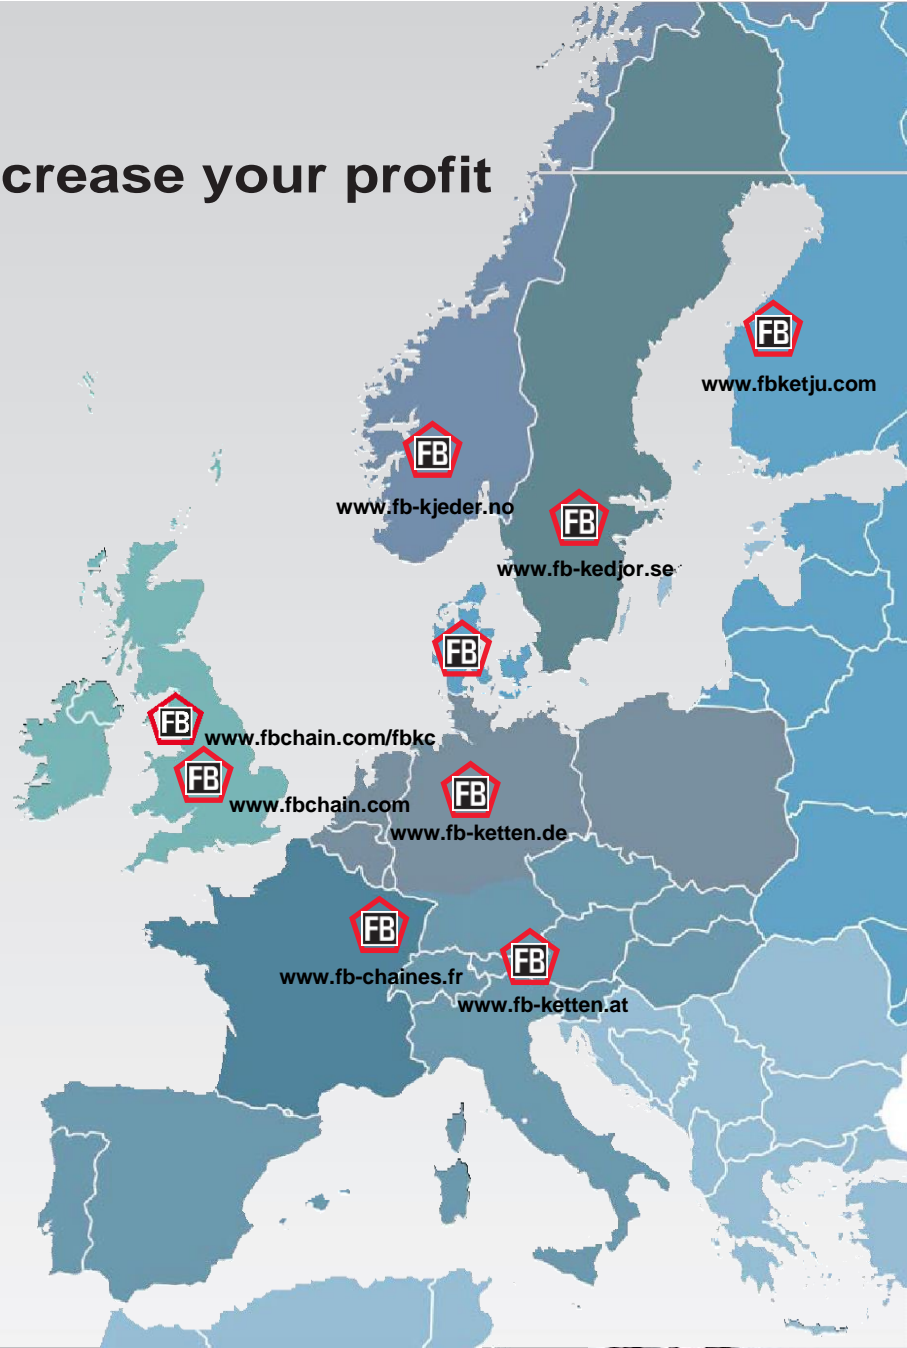 crease your profit
FB
www.fbketju.com
FB
www.fb-kjeder.no
FB
www.fb-kedjor.se
FB
FB
www.fbchain.com/fbkc
FB
www.fbchain.com
FB
www.fb-ketten.de
FB
www.fb-chaines.fr
FB
www.fb-ketten.at